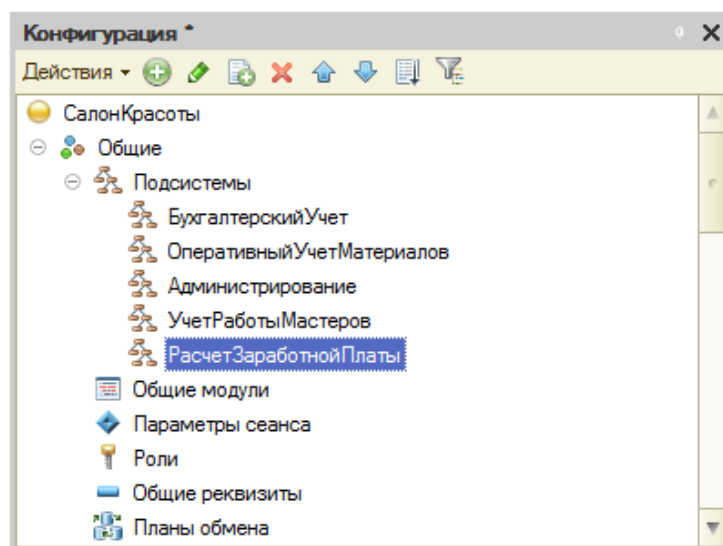 Конфигурация *
Действия
СалонКрасоты
Общие
Подсистемы
БухгалтерскийУчет
ОперативныйУчетМатериалов
Администрирование
УчетРаботыМастеров
РасчетЗаработнойПлаты
Общие модули
Параметры сеанса
Роли
Общие реквизиты
Планы обмена